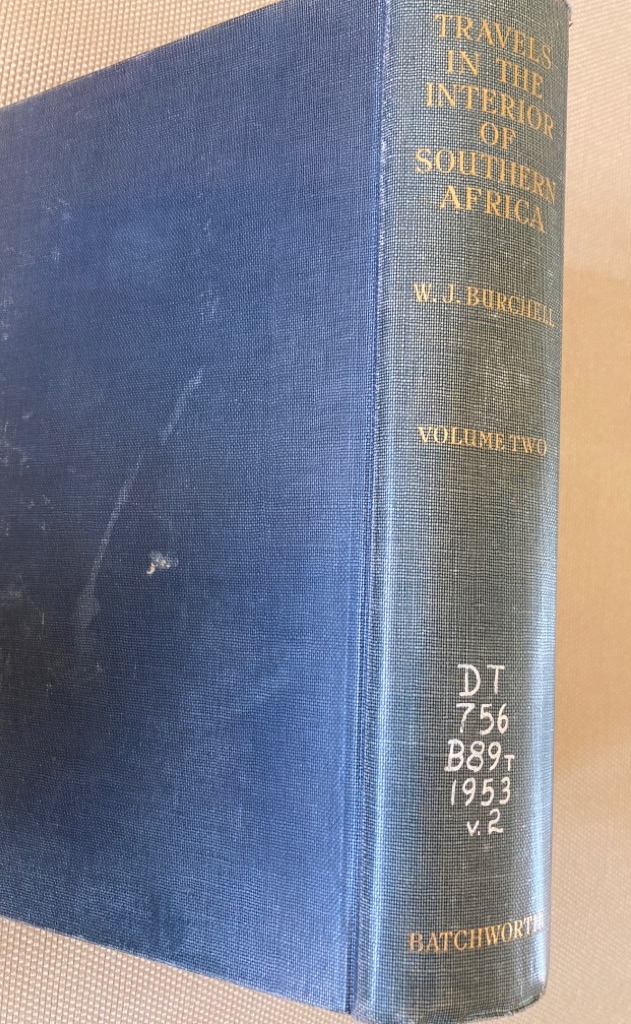 TRAVELS
IN THE
INTERIOR
OF
SOUTHERN
AFRICA
W. J. BURCHELL
VOLUME TWO
DT
756
B89T
1953
v.2
BATCHWORTH